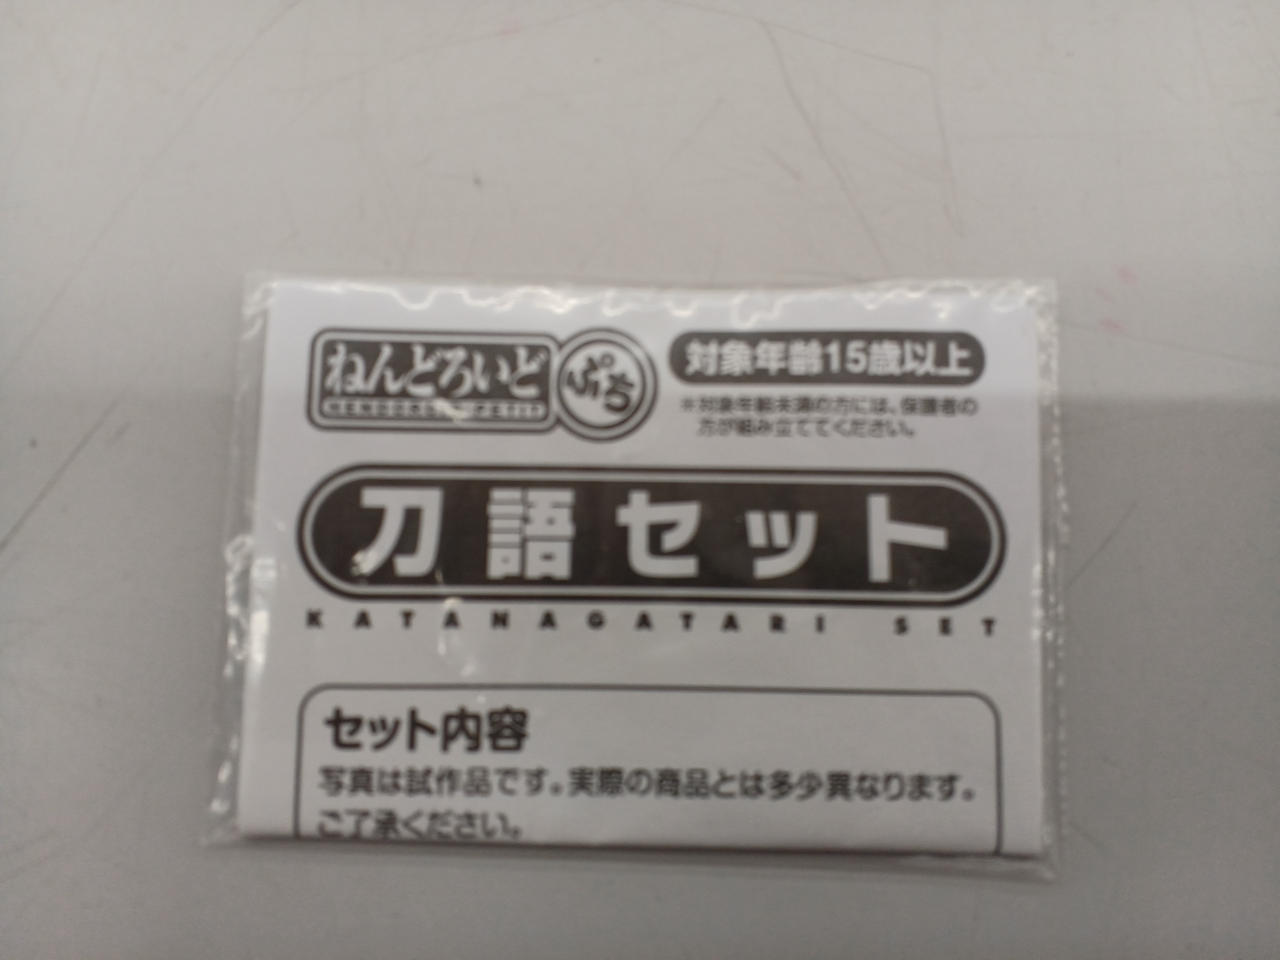 ねんどろいど ぷち
NENDOROID PETIT
対象年齢15歳以上
※対象年齢未満の方には、保護者の
方が組み立ててください。
刀語セット
KATANAGATARI SET
セット内容
写真は試作品です。実際の商品とは多少異なります。
ご了承ください。